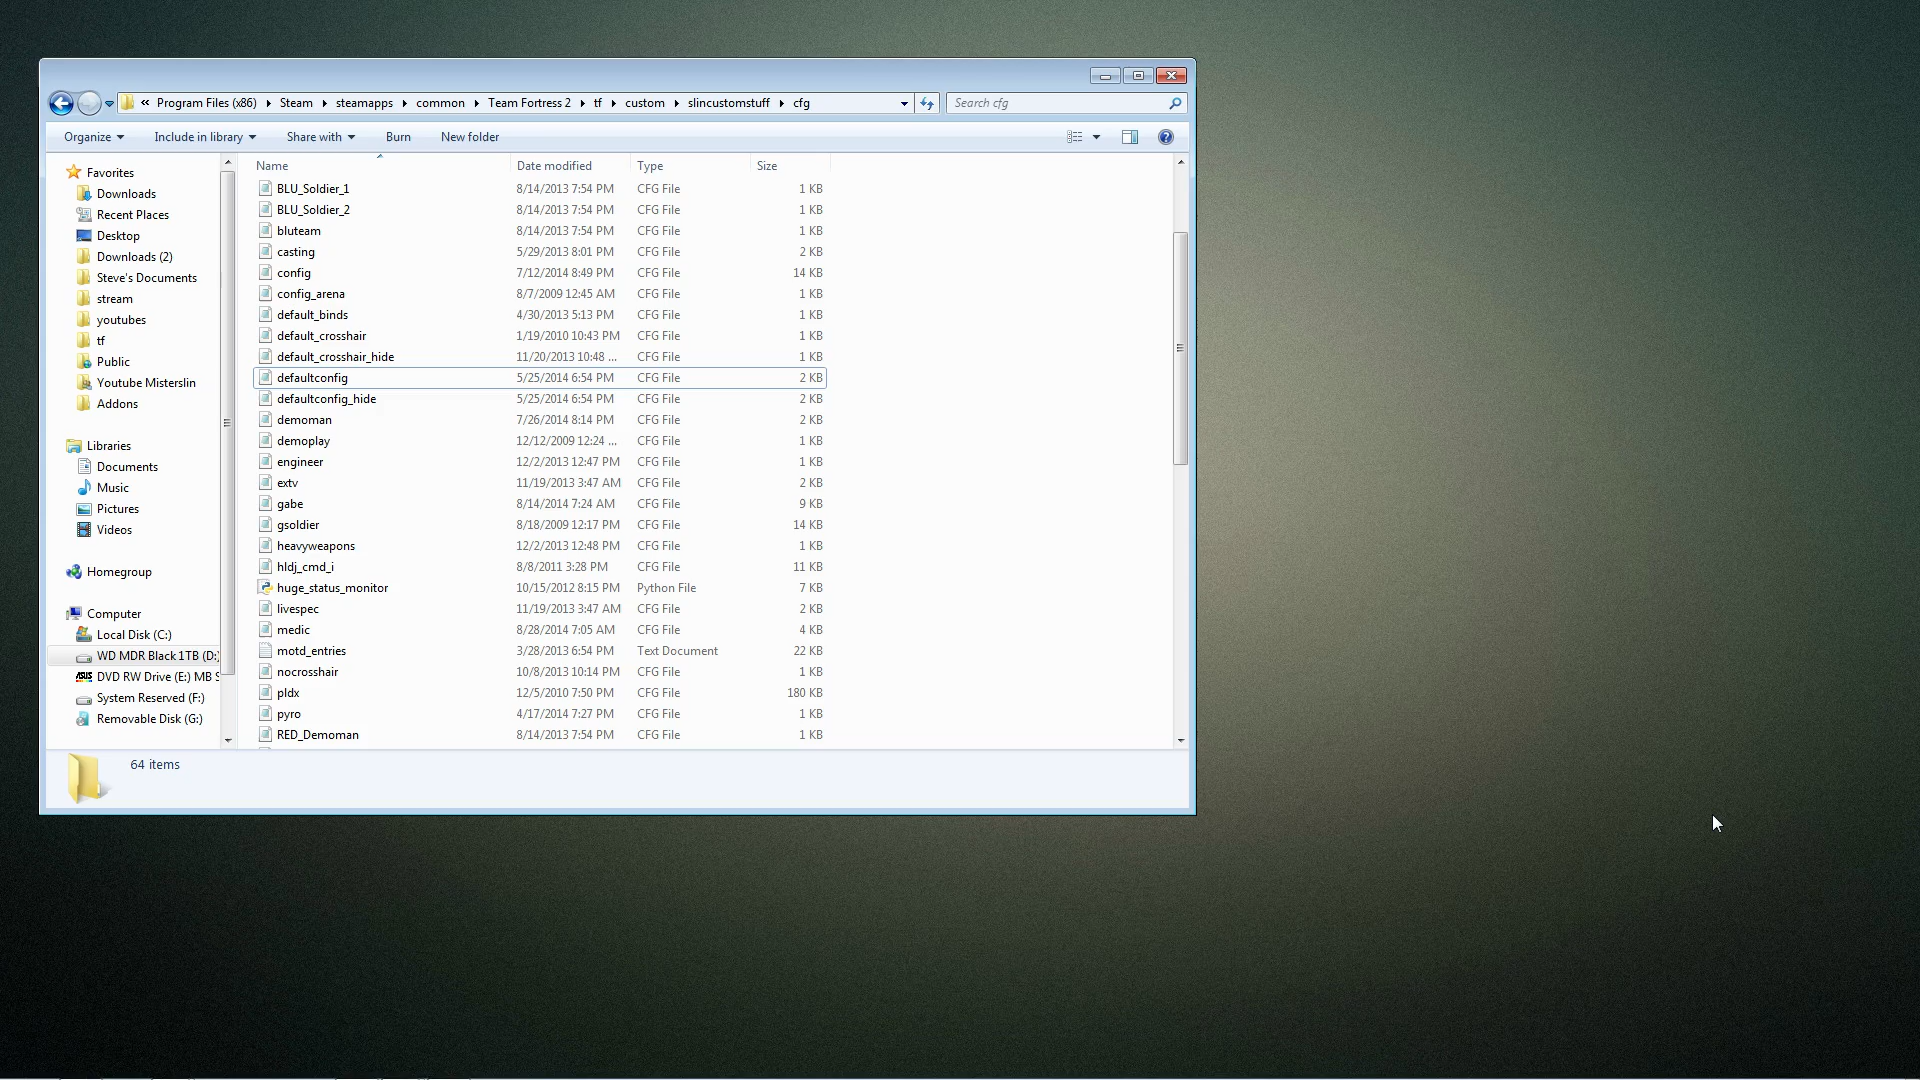 « Program Files (x86) Steam steamapps common Team Fortress 2 tf custom slincustomstuff cfg Search cfg
Organize Include in library Share with Burn New folder
Name Date modified Type Size
Favorites
Downloads
Recent Places
Desktop
Downloads (2)
Steve's Documents
stream
youtubes
tf
Public
Youtube Misterslin
Addons
Libraries
Documents
Music
Pictures
Videos
Homegroup
Computer
Local Disk (C:)
WD MDR Black 1TB (D:)
DVD RW Drive (E:) MB S
System Reserved (F:)
Removable Disk (G:)
BLU_Soldier_1 8/14/2013 7:54 PM CFG File 1 KB
BLU_Soldier_2 8/14/2013 7:54 PM CFG File 1 KB
bluteam 8/14/2013 7:54 PM CFG File 1 KB
casting 5/29/2013 8:01 PM CFG File 2 KB
config 7/12/2014 8:49 PM CFG File 14 KB
config_arena 8/7/2009 12:45 AM CFG File 1 KB
default_binds 4/30/2013 5:13 PM CFG File 1 KB
default_crosshair 1/19/2010 10:43 PM CFG File 1 KB
default_crosshair_hide 11/20/2013 10:48 ... CFG File 1 KB
defaultconfig 5/25/2014 6:54 PM CFG File 2 KB
defaultconfig_hide 5/25/2014 6:54 PM CFG File 2 KB
demoman 7/26/2014 8:14 PM CFG File 2 KB
demoplay 12/12/2009 12:24 ... CFG File 1 KB
engineer 12/2/2013 12:47 PM CFG File 1 KB
extv 11/19/2013 3:47 AM CFG File 2 KB
gabe 8/14/2014 7:24 AM CFG File 9 KB
gsoldier 8/18/2009 12:17 PM CFG File 14 KB
heavyweapons 12/2/2013 12:48 PM CFG File 1 KB
hldj_cmd_i 8/8/2011 3:28 PM CFG File 11 KB
huge_status_monitor 10/15/2012 8:15 PM Python File 7 KB
livespec 11/19/2013 3:47 AM CFG File 2 KB
medic 8/28/2014 7:05 AM CFG File 4 KB
motd_entries 3/28/2013 6:54 PM Text Document 22 KB
nocrosshair 10/8/2013 10:14 PM CFG File 1 KB
pldx 12/5/2010 7:50 PM CFG File 180 KB
pyro 4/17/2014 7:27 PM CFG File 1 KB
RED_Demoman 8/14/2013 7:54 PM CFG File 1 KB
64 items